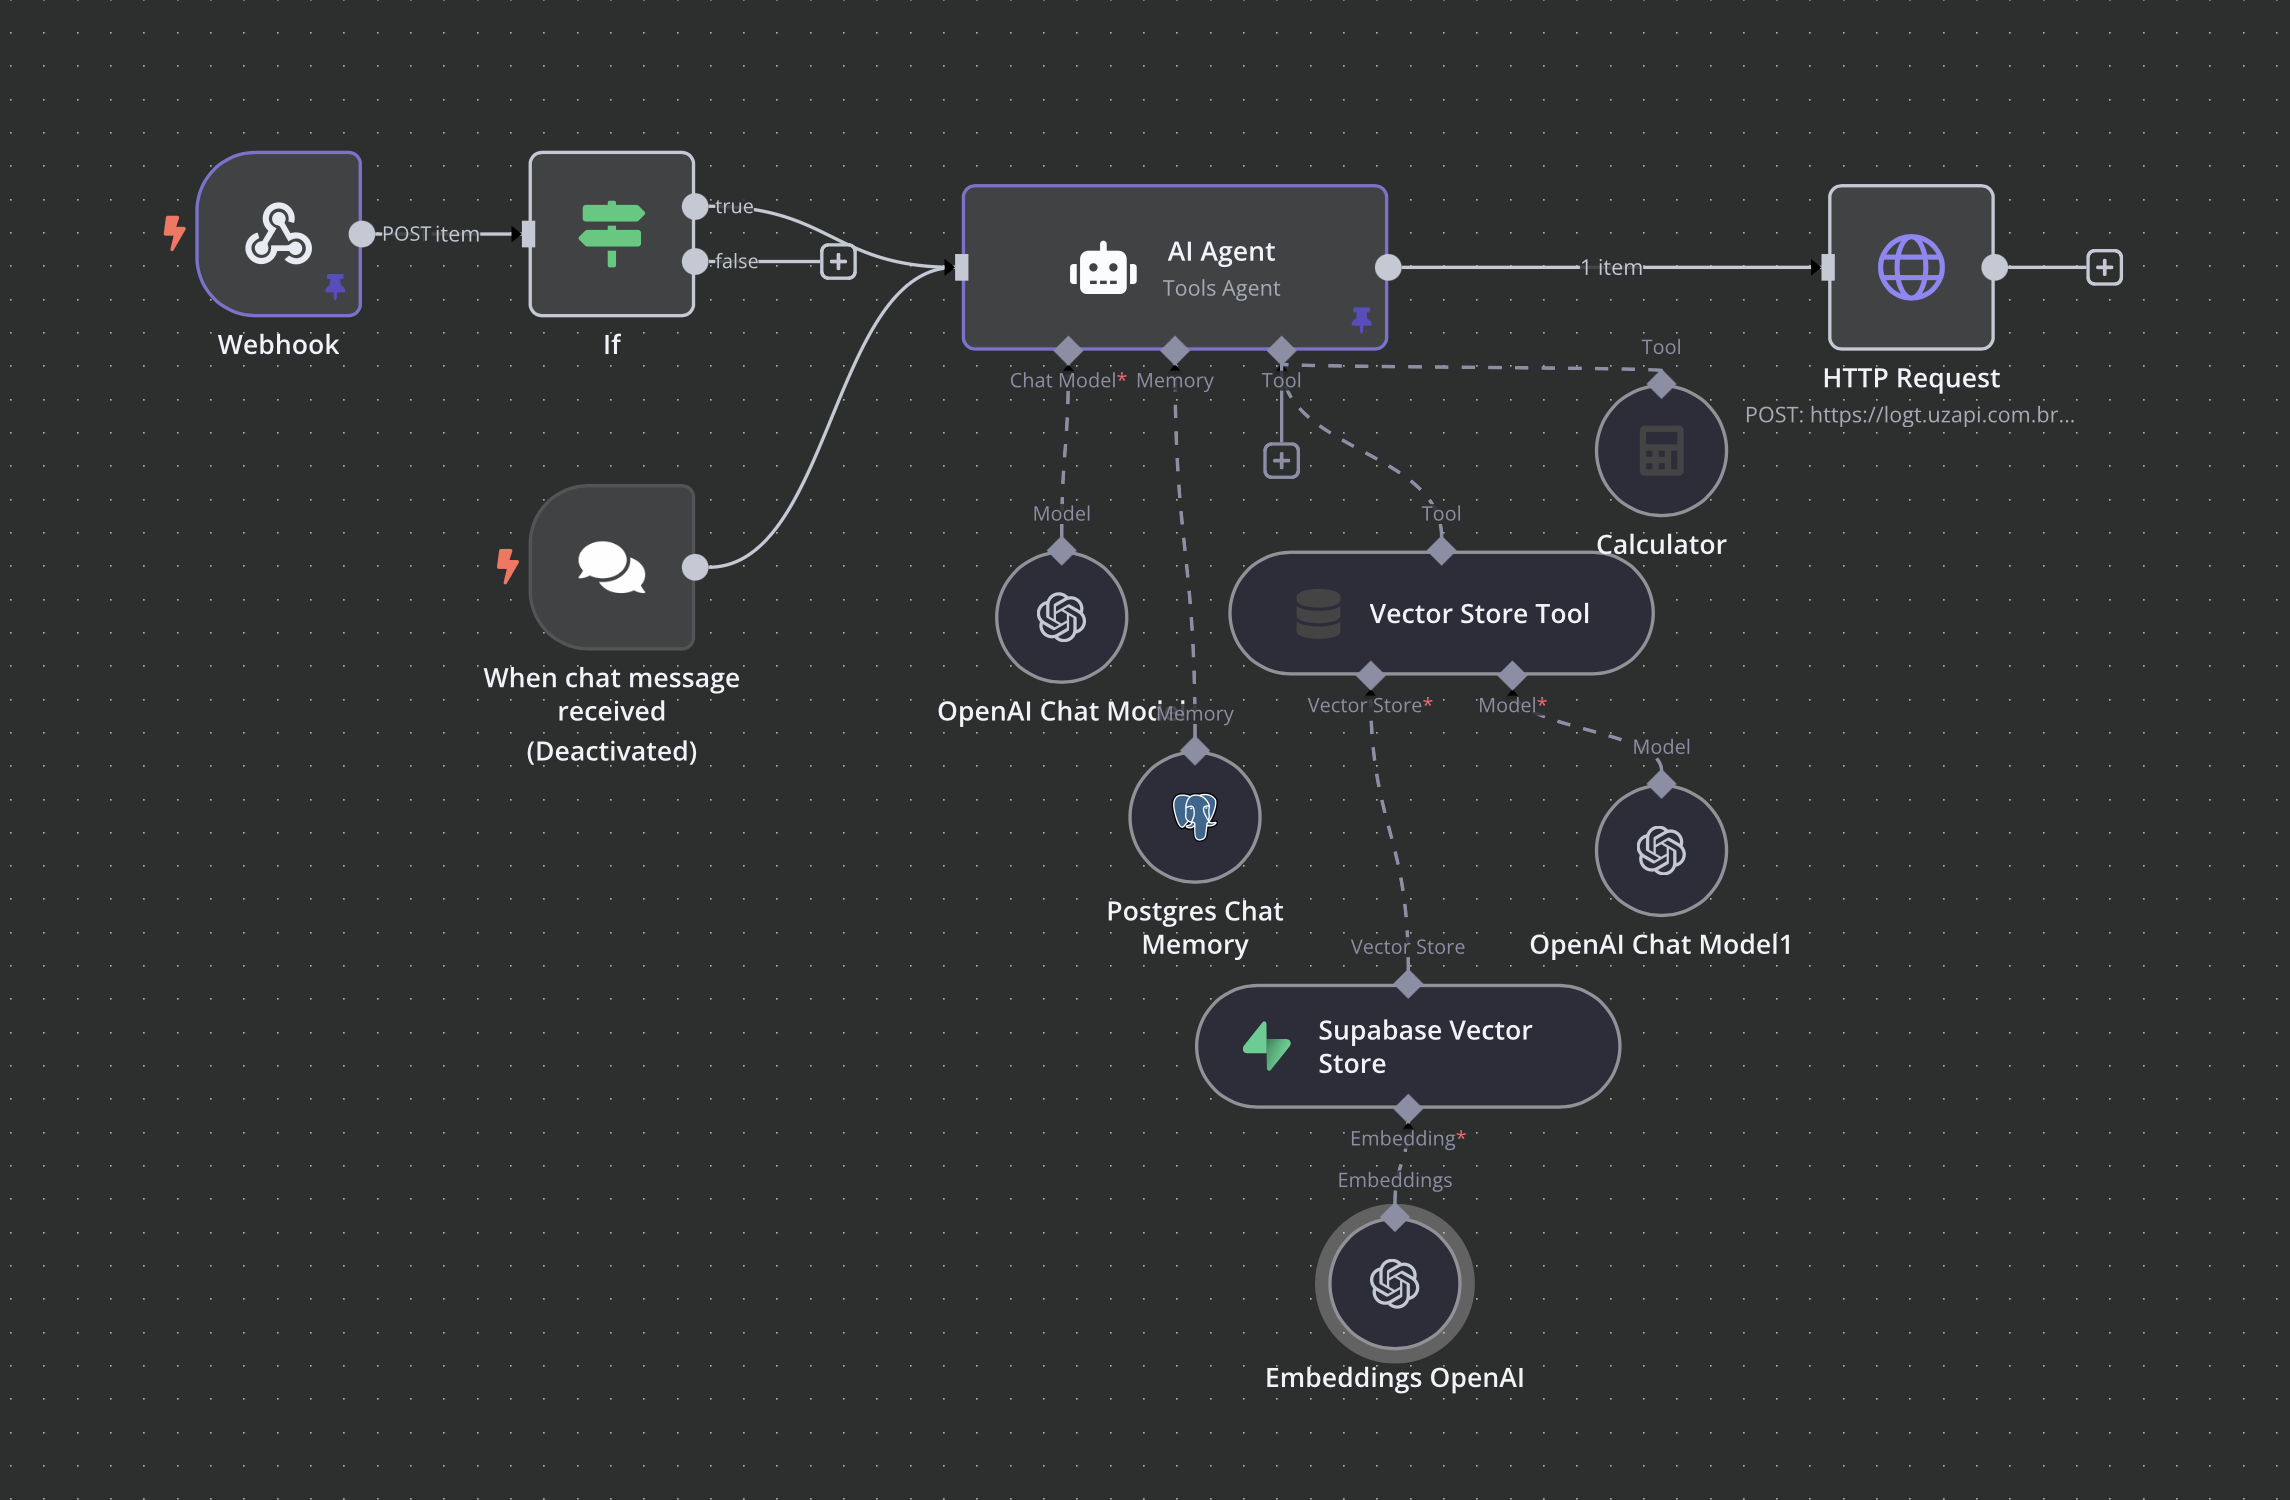 POST item
Webhook
true
false
If
AI Agent
Tools Agent
Chat Model*
Memory
Tool
1 item
HTTP Request
POST: https://logt.uzapi.com.br...
Tool
Calculator
When chat message
received
(Deactivated)
Model
OpenAI Chat
Memory
Postgres Chat
Memory
Tool
Vector Store Tool
Vector Store*
Model*
Model
OpenAI Chat Model1
Vector Store
Supabase Vector
Store
Embedding*
Embeddings
Embeddings OpenAI